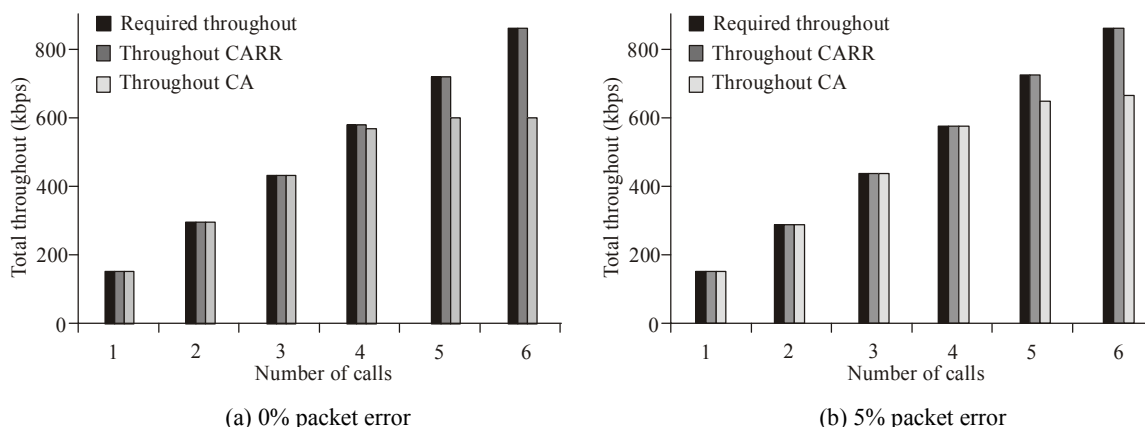 Required throughout
Throughout CARR
Throughout CA
Total throughout (kbps)
800
600
400
200
0
1 2 3 4 5 6
Number of calls
(a) 0% packet error
Required throughout
Throughout CARR
Throughout CA
Total throughout (kbps)
800
600
400
200
0
1 2 3 4 5 6
Number of calls
(b) 5% packet error